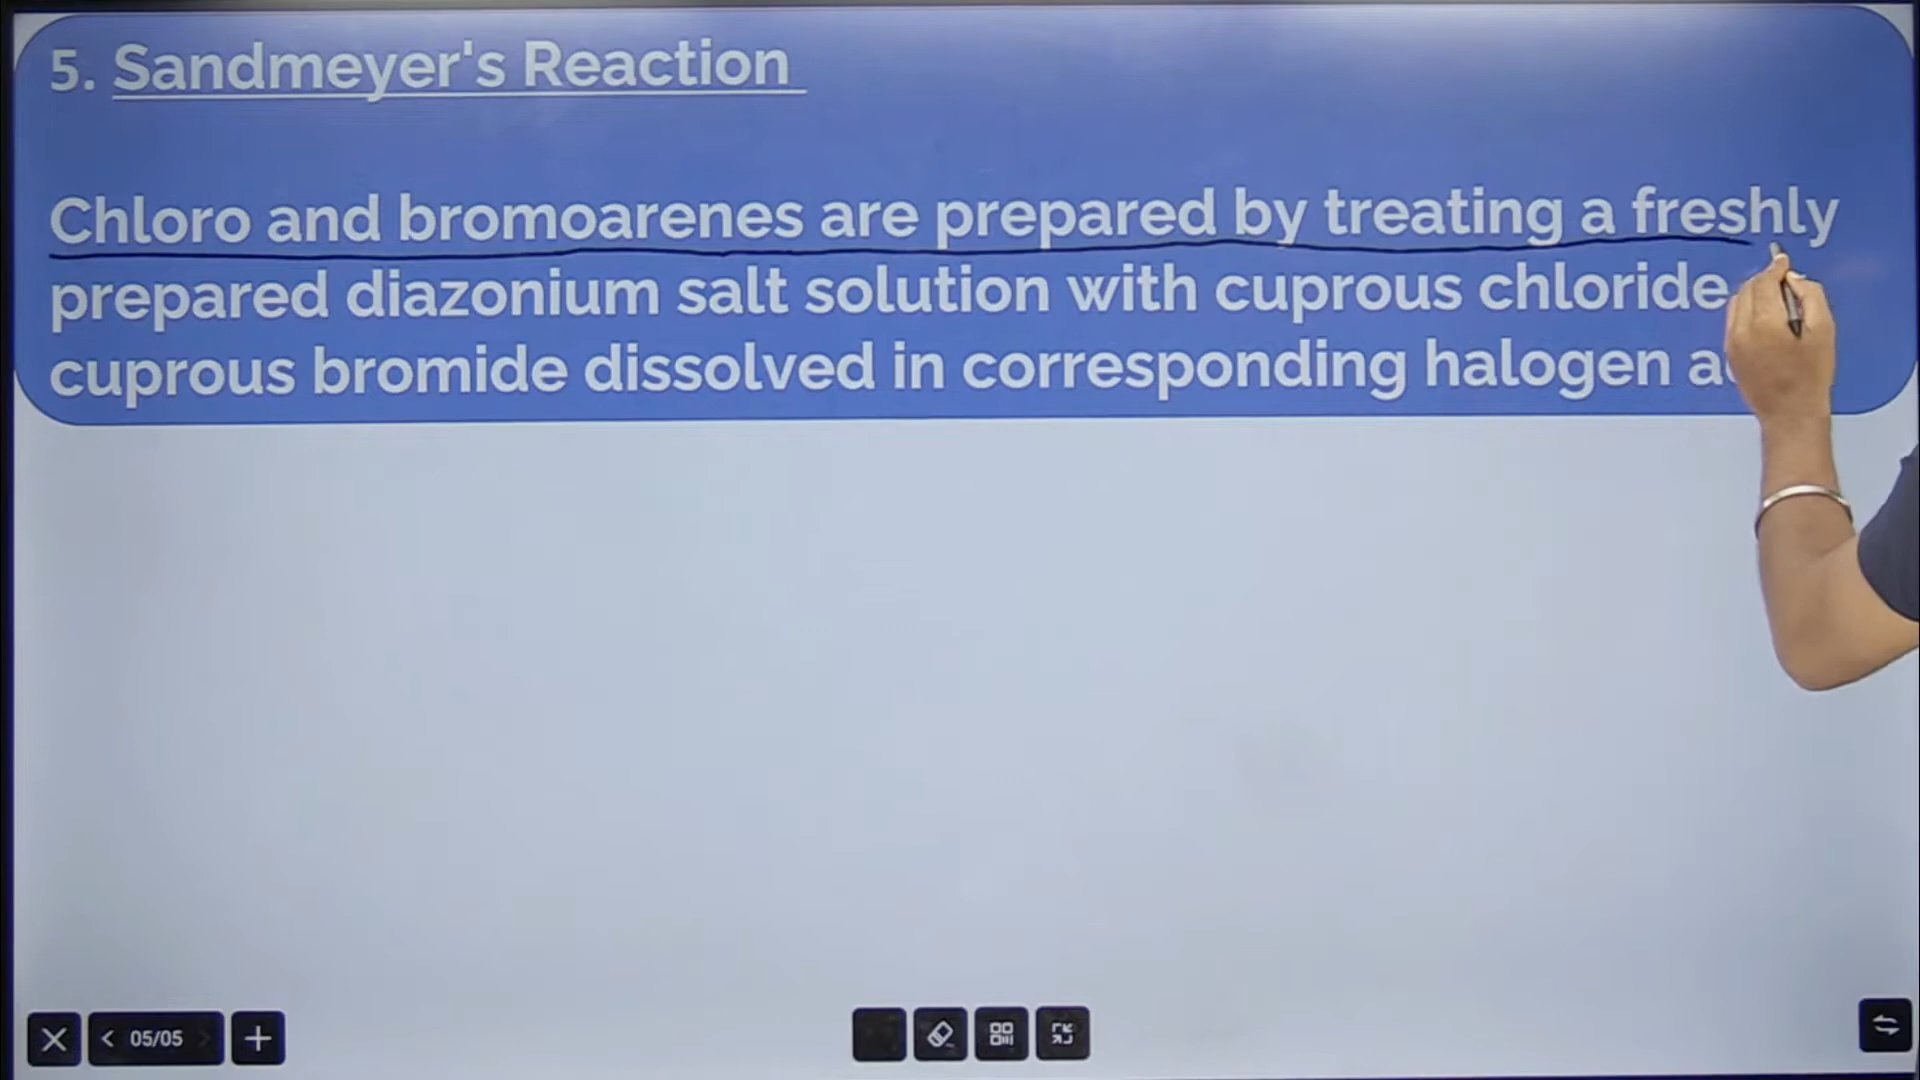 5. Sandmeyer's Reaction
Chloro and bromoarenes are prepared by treating a freshly
prepared diazonium salt solution with cuprous chloride
cuprous bromide dissolved in corresponding halogen
05/05